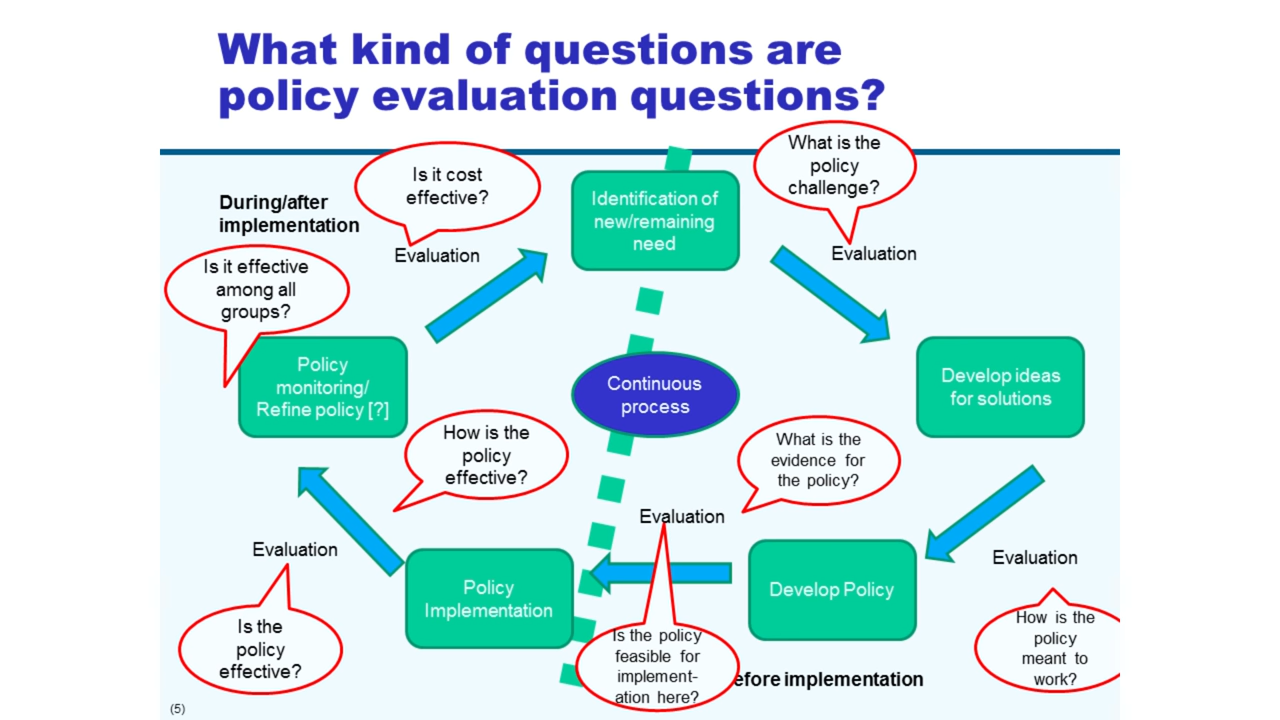 What kind of questions are
policy evaluation questions?
What is the
policy
challenge?
Is it cost
effective?
Identification of
new/remaining
need
During/after
implementation
Evaluation
Evaluation
Is it effective
among all
groups?
Policy
monitoring/
Refine policy [?]
Continuous
process
Develop ideas
for solutions
How is the
policy
effective?
What is the
evidence for
the policy?
Evaluation
Evaluation
Evaluation
Policy
Implementation
Develop Policy
Is the
policy
effective?
Is the policy
feasible for
implement-
ation here?
How is the
policy
meant to
work?
efore implementation
(5)